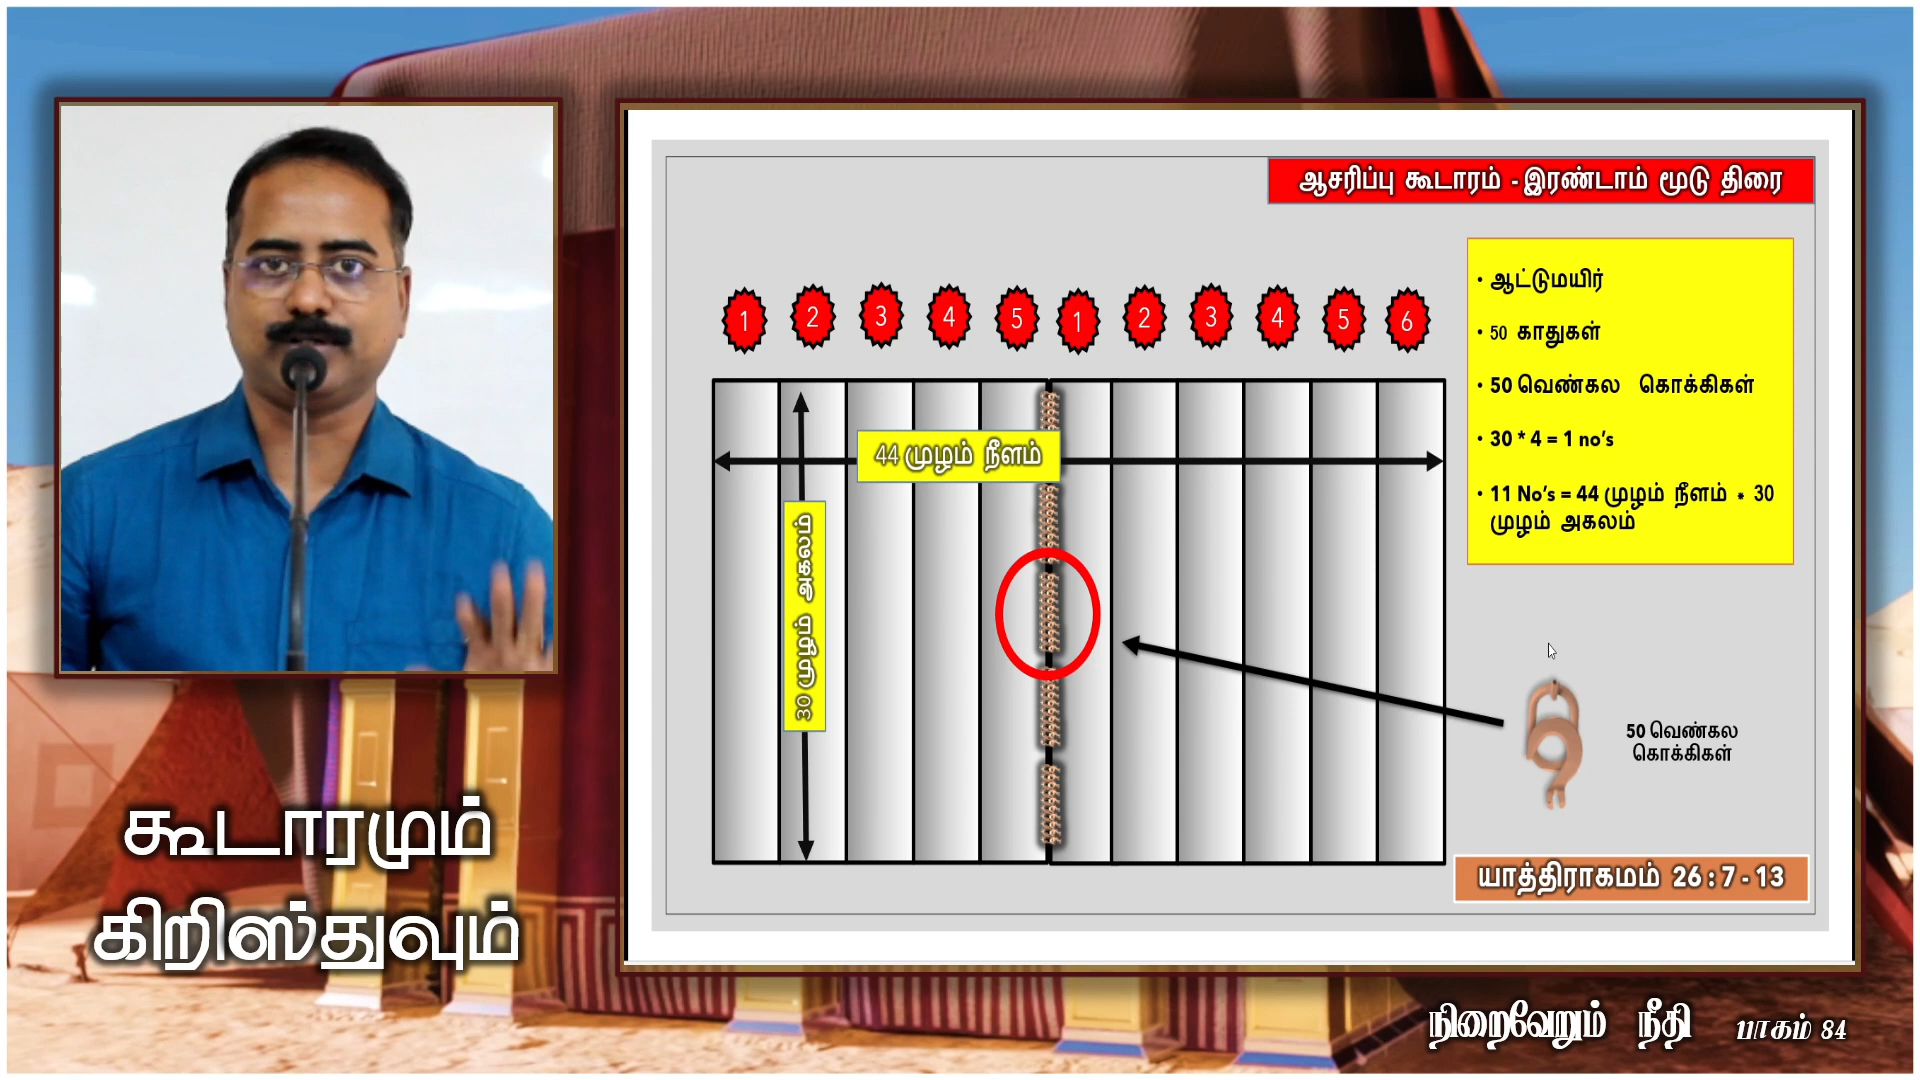 ஆசரிப்பு கூடாரம் - இரண்டாம் மூடு திரை
1 2 3 4 5 1 2 3 4 5 6
• ஆட்டுமயிர்
• 50 காதுகள்
• 50 வெண்கல கொக்கிகள்
• 30 * 4 = 1 no's
• 11 No's = 44 முழம் நீளம் * 30
முழம் அகலம்
44 முழம் நீளம்
30 முழம் அகலம்
50 வெண்கல
கொக்கிகள்
யாத்திராகமம் 26 : 7 - 13
கூடாரமும்
கிறிஸ்துவும்
நிறைவேறும் நீதி பாகம் 84